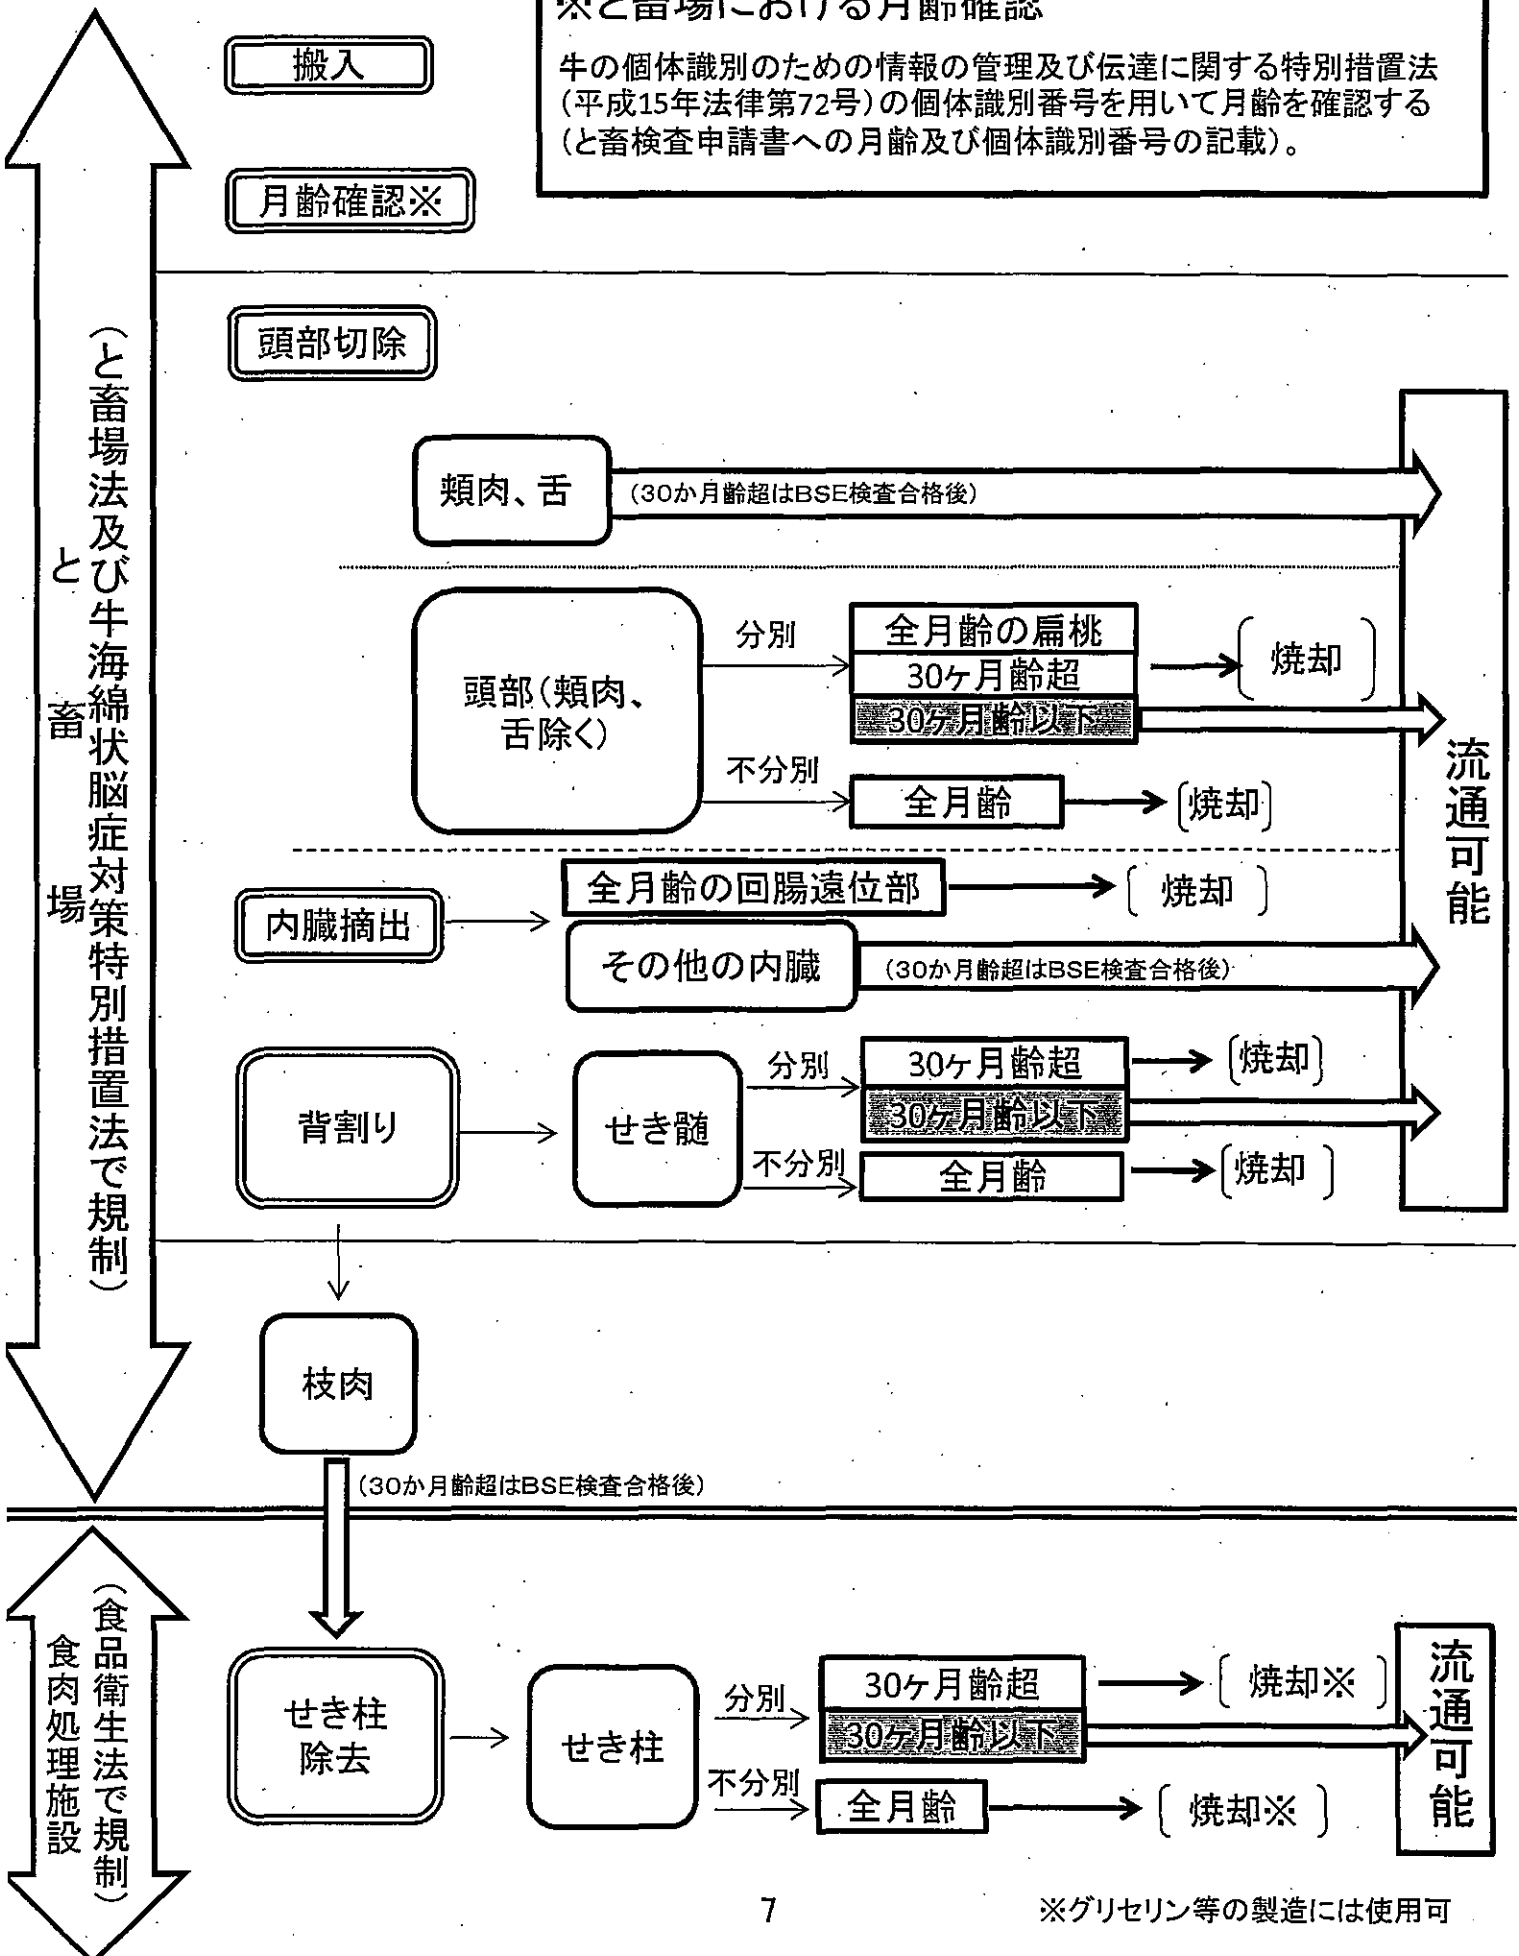 ※と畜場における月齢確認
牛の個体識別のための情報の管理及び伝達に関する特別措置法
(平成15年法律第72号)の個体識別番号を用いて月齢を確認する
(と畜検査申請書への月齢及び個体識別番号の記載)。
搬入
月齢確認※
と畜場
(と畜場法及び牛海綿状脳症対策特別措置法で規制)
頭部切除
頬肉、舌
(30か月齢超はBSE検査合格後)
頭部(頬肉、
舌除く)
分別
全月齢の扁桃
30ケ月齢超
焼却
30ケ月齢以下
不分別
全月齢
〔焼却〕
流通可能
内臓摘出
全月齢の回腸遠位部
〔 焼却 〕
その他の内臓
(30か月齢超はBSE検査合格後)
背割り
せき髄
分別
30ケ月齢超
〔焼却〕
30ケ月齢以下
不分別
全月齢
〔焼却 〕
枝肉
(30か月齢超はBSE検査合格後)
食肉処理施設
(食品衛生法で規制)
せき柱
除去
せき柱
分別
30ケ月齢超
〔 焼却※ 〕
30ケ月齢以下
不分別
全月齢
〔 焼却※ 〕
流通可能
7
※グリセリン等の製造には使用可